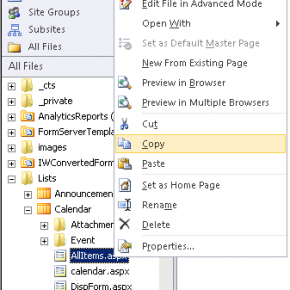 Site Groups
Subsites
All Files
All Files
_cts
_private
AnalyticsReports (
FormServerTempla
images
IWConvertedForm
Lists
Announcemen
Calendar
Attachment
Event
AllItems.aspx
calendar.aspx
DispForm.aspx
Edit File in Advanced Mode
Open With
Set as Default Master Page
New From Existing Page
Preview in Browser
Preview in Multiple Browsers
Cut
Copy
Paste
Set as Home Page
Rename
Delete
Properties...